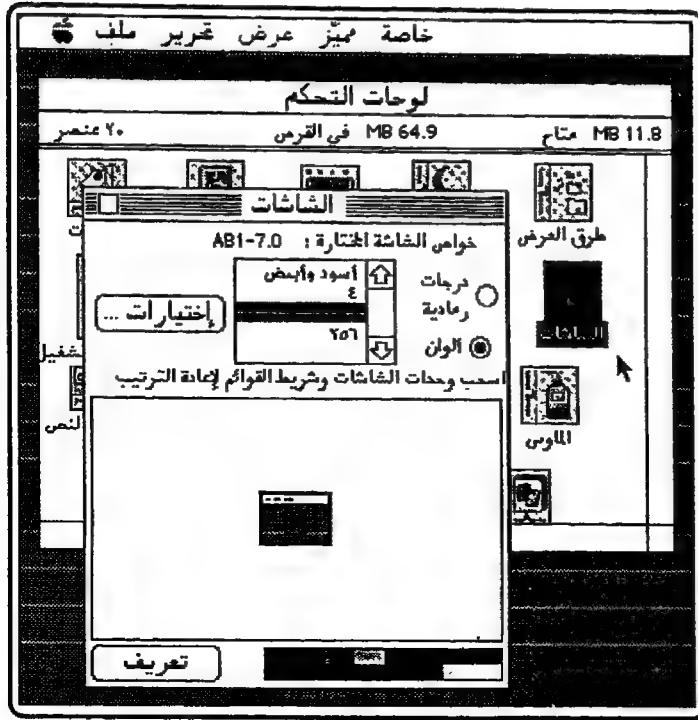 ملف تحرير عرض مميّز خاصة
لوحات التحكم
٢٠ عنصر
64.9 MB في القرص
11.8 MB متاح
طرق العرض
الشاشات
الماوس
الشاشات
خواص الشاشة المختارة : AB1-7.0
درجات رمادية
ألوان
أسود وأبيض
٤
٢٥٦
إختيارات ...
اسحب وحدات الشاشات وشريط القوائم لإعادة الترتيب
تعريف
شغيل
النص